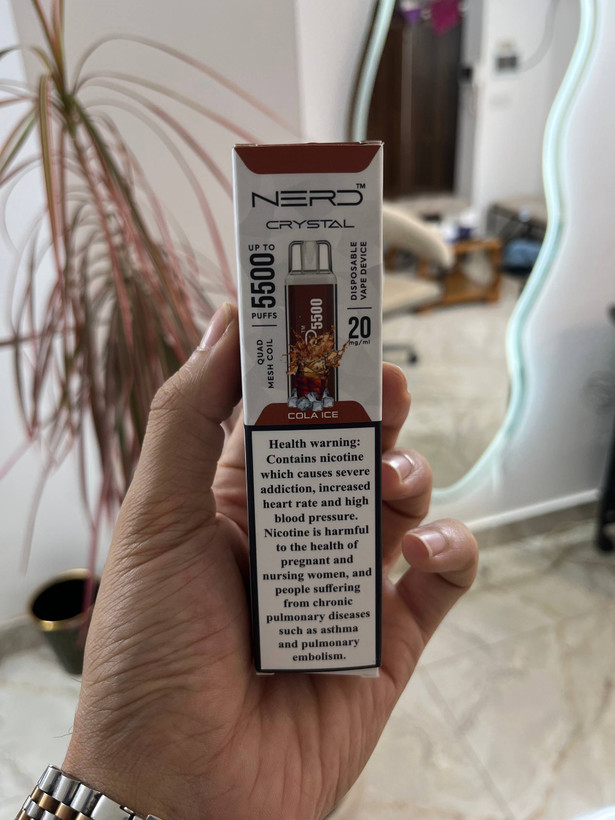 NERD™
CRYSTAL
UP TO
5500
PUFFS
QUAD
MESH COIL
DISPOSABLE
VAPE DEVICE
20
mg/ml
5500
COLA ICE
Health warning:
Contains nicotine
which causes severe
addiction, increased
heart rate and high
blood pressure.
Nicotine is harmful
to the health of
pregnant and
nursing women, and
people suffering
from chronic
pulmonary diseases
such as asthma
and pulmonary
embolism.